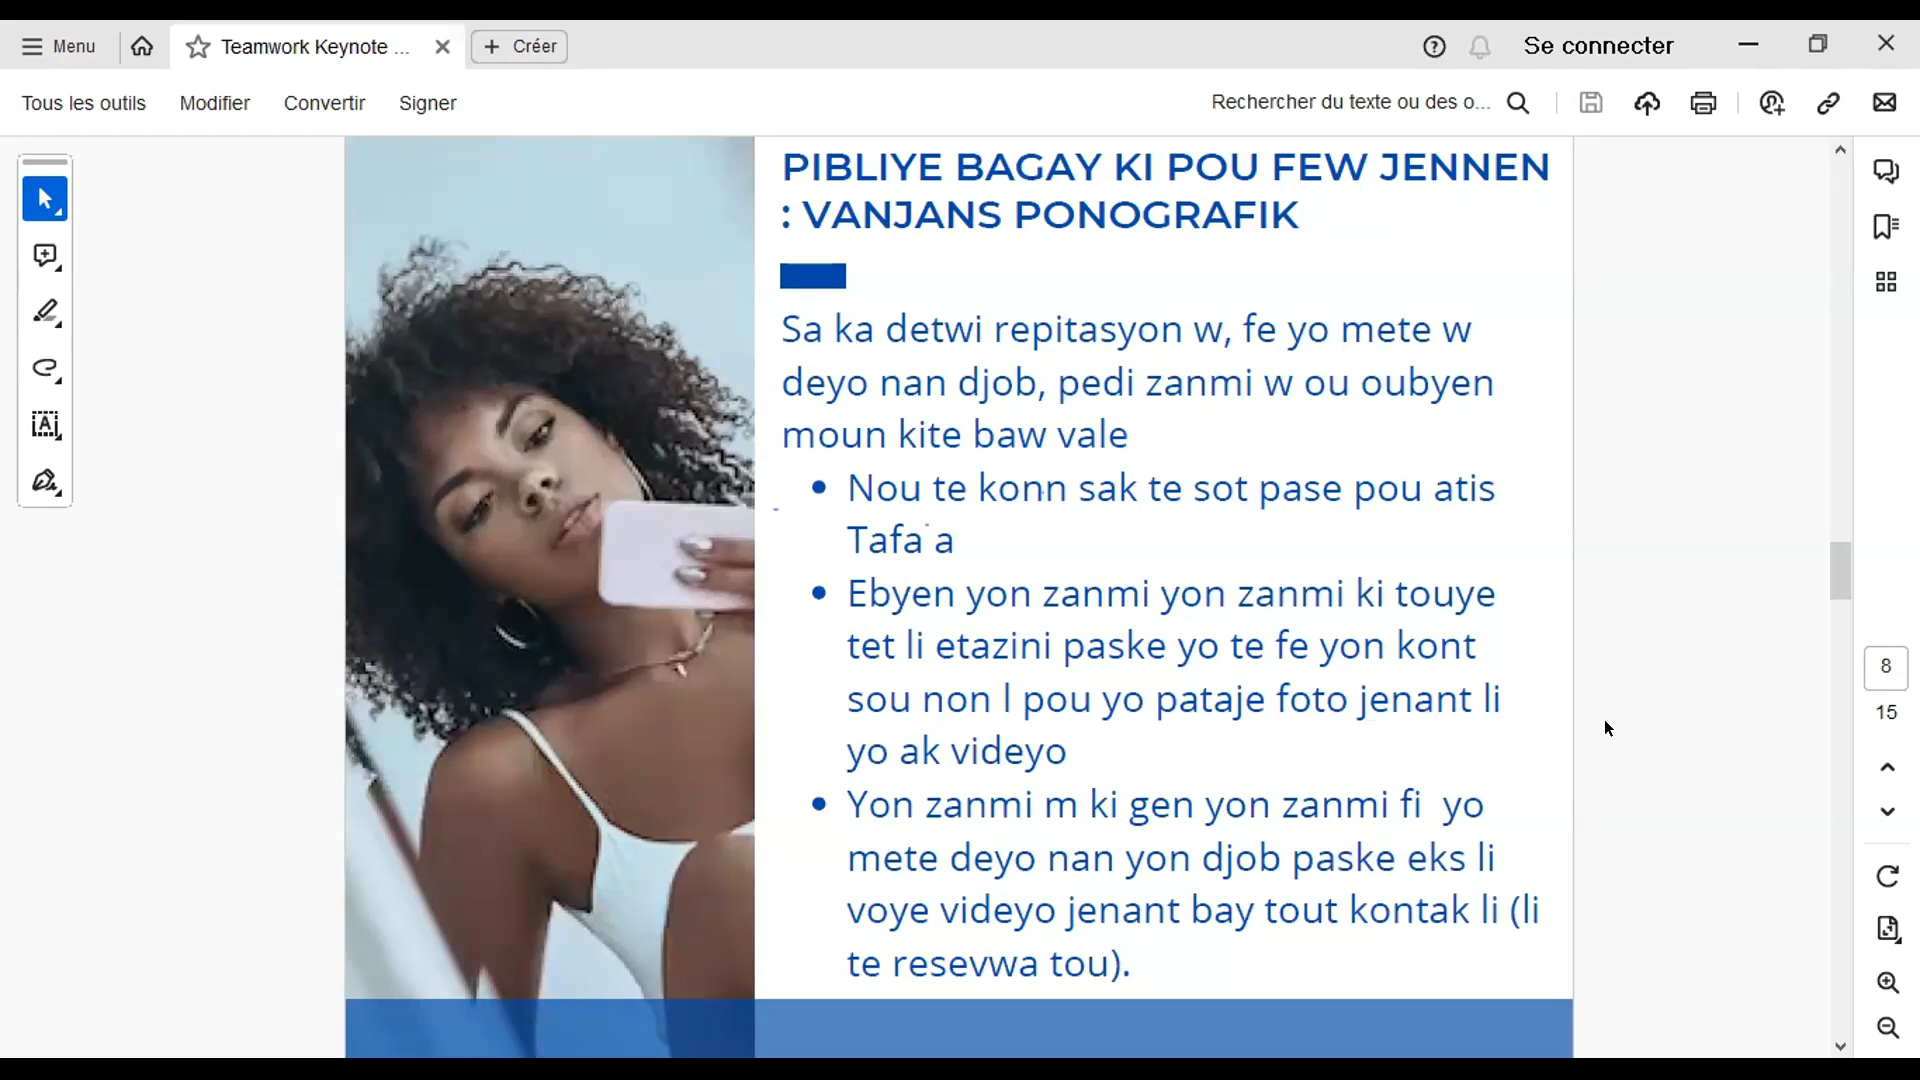 Menu
Teamwork Keynote ...
Créer
Se connecter
Tous les outils
Modifier
Convertir
Signer
Rechercher du texte ou des o...
PIBLIYE BAGAY KI POU FEW JENNEN
: VANJANS PONOGRAFIK
Sa ka detwi repitasyon w, fe yo mete w
deyo nan djob, pedi zanmi w ou oubyen
moun kite baw vale
Nou te konn sak te sot pase pou atis
Tafa a
Ebyen yon zanmi yon zanmi ki touye
tet li etazini paske yo te fe yon kont
sou non l pou yo pataje foto jenant li
yo ak videyo
Yon zanmi m ki gen yon zanmi fi yo
mete deyo nan yon djob paske eks li
voye videyo jenant bay tout kontak li (li
te resevwa tou).
8
15